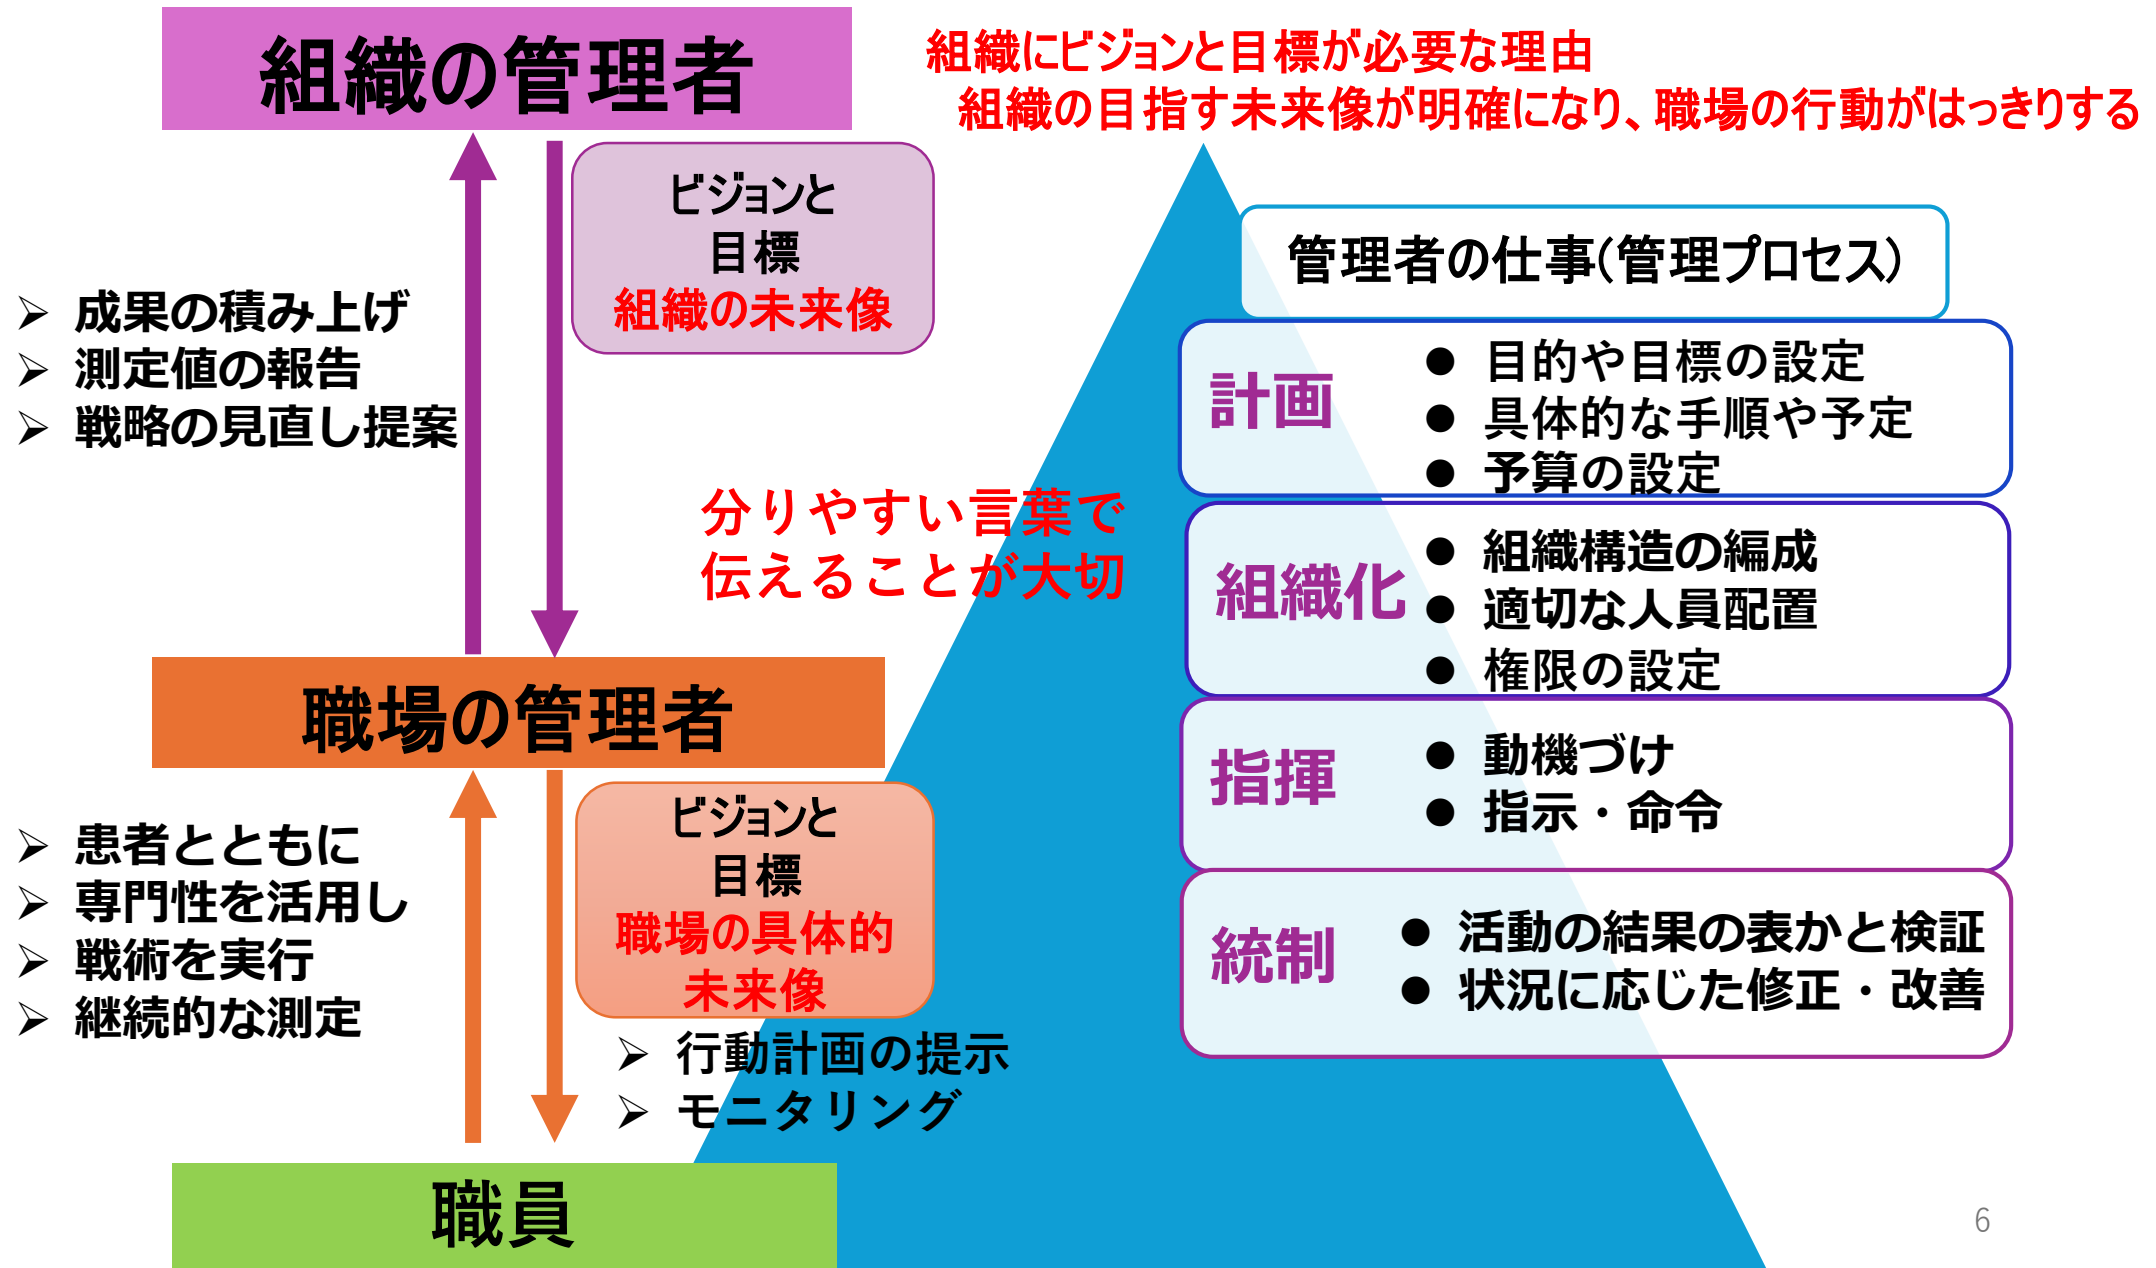 組織の管理者
組織にビジョンと目標が必要な理由
組織の目指す未来像が明確になり、職場の行動がはっきりする
ビジョンと
目標
組織の未来像
➢ 成果の積み上げ
➢ 測定値の報告
➢ 戦略の見直し提案
分りやすい言葉で
伝えることが大切
職場の管理者
ビジョンと
目標
職場の具体的
未来像
➢ 患者とともに
➢ 専門性を活用し
➢ 戦術を実行
➢ 継続的な測定
➢ 行動計画の提示
➢ モニタリング
職員
管理者の仕事(管理プロセス)
計画
● 目的や目標の設定
● 具体的な手順や予定
● 予算の設定
組織化
● 組織構造の編成
● 適切な人員配置
● 権限の設定
指揮
● 動機づけ
● 指示・命令
統制
● 活動の結果の表かと検証
● 状況に応じた修正・改善
6